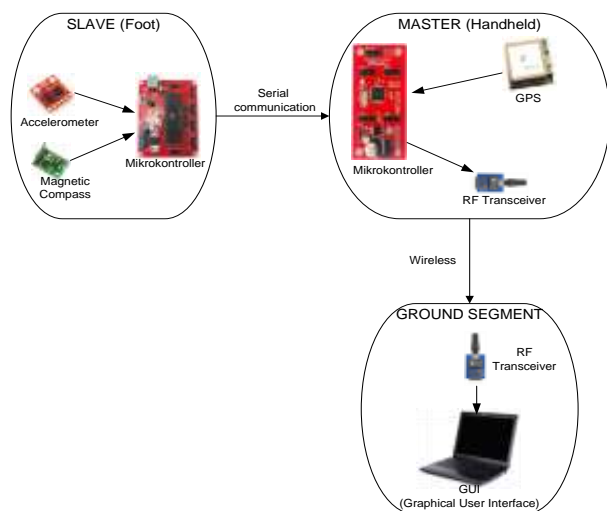 SLAVE (Foot)
Accelerometer
Magnetic
Compass
Mikrokontroller
Serial
communication
MASTER (Handheld)
GPS
Mikrokontroller
RF Transceiver
Wireless
GROUND SEGMENT
RF
Transceiver
GUI
(Graphical User Interface)